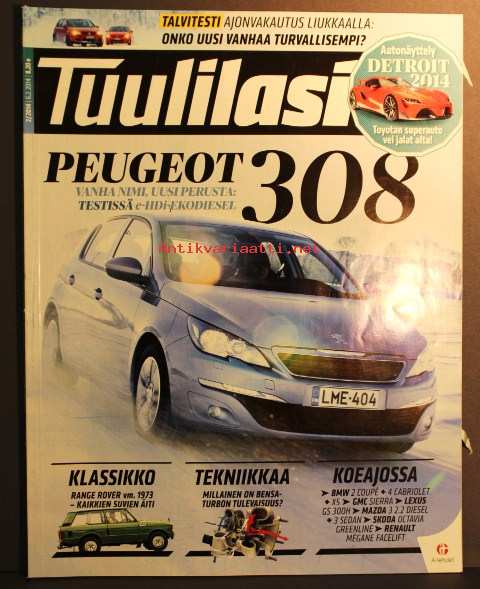 TALVITESTI AJONVAKAUTUS LIUKKAALLA:
ONKO UUSI VANHAA TURVALLISEMPI?
Autonäyttely
DETROIT
2014
Toyotan superauto
vei jalat alta!
Tuulilasi
PEUGEOT 308
VANHA NIMI, UUSI PERUSTA:
TESTISSÄ e-HDi-EKODIESEL
antikvariaatti.net
LME-404
KLASSIKKO
RANGE ROVER vm. 1973
– KAIKKIEN SUVIEN ÄITI
TEKNIIKKAA
MILLAINEN ON BENSA-
TURBON TULEVAISUUS?
KOEAJOSSA
➤ BMW 2 COUPÉ + 4 CABRIOLET
+ X5 ➤ GMC SIERRA ➤ LEXUS
GS 300H ➤ MAZDA 3 2.2 DIESEL
+ 3 SEDAN ➤ SKODA OCTAVIA
GREENLINE ➤ RENAULT
MÉGANE FACELIFT
A-lehdet